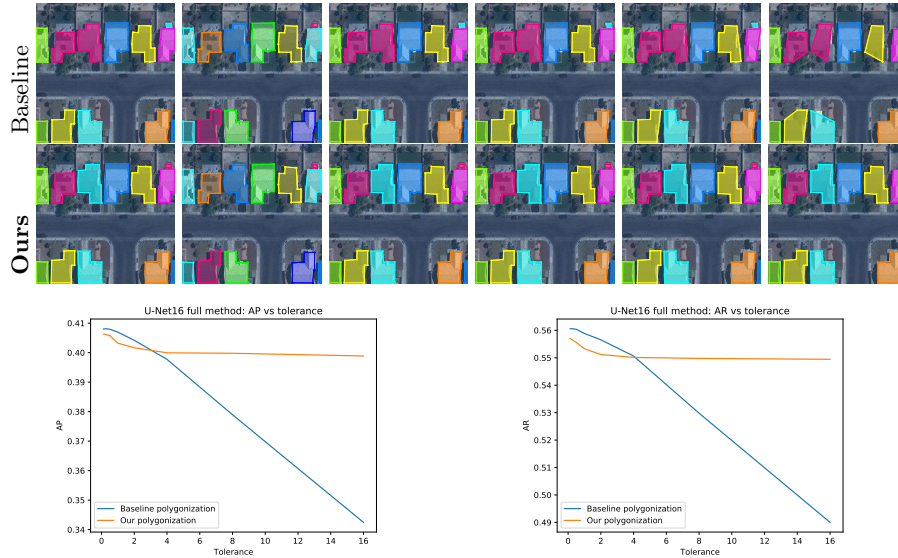 Baseline
Ours
U-Net16 full method: AP vs tolerance
0.41
0.40
0.39
0.38
0.37
0.36
0.35
0.34
AP
0 2 4 6 8 10 12 14 16
Tolerance
Baseline polygonization
Our polygonization
U-Net16 full method: AR vs tolerance
0.56
0.55
0.54
0.53
0.52
0.51
0.50
0.49
AR
0 2 4 6 8 10 12 14 16
Tolerance
Baseline polygonization
Our polygonization